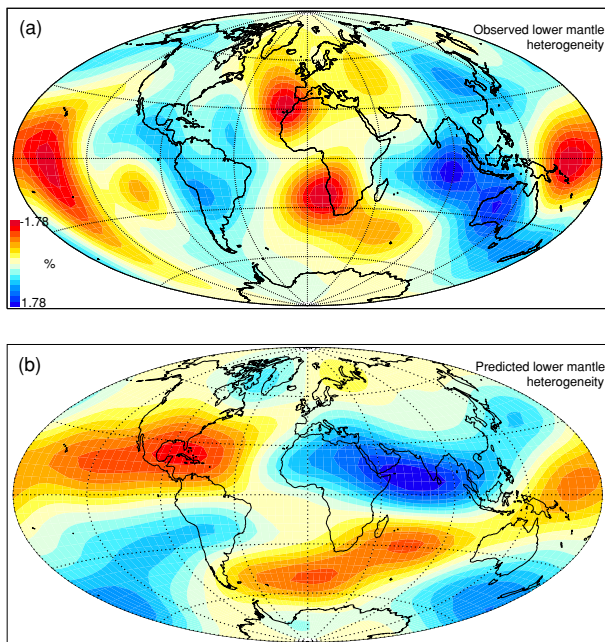 (a)
Observed lower mantle
heterogeneity
-1.78
%
1.78
(b)
Predicted lower mantle
heterogeneity